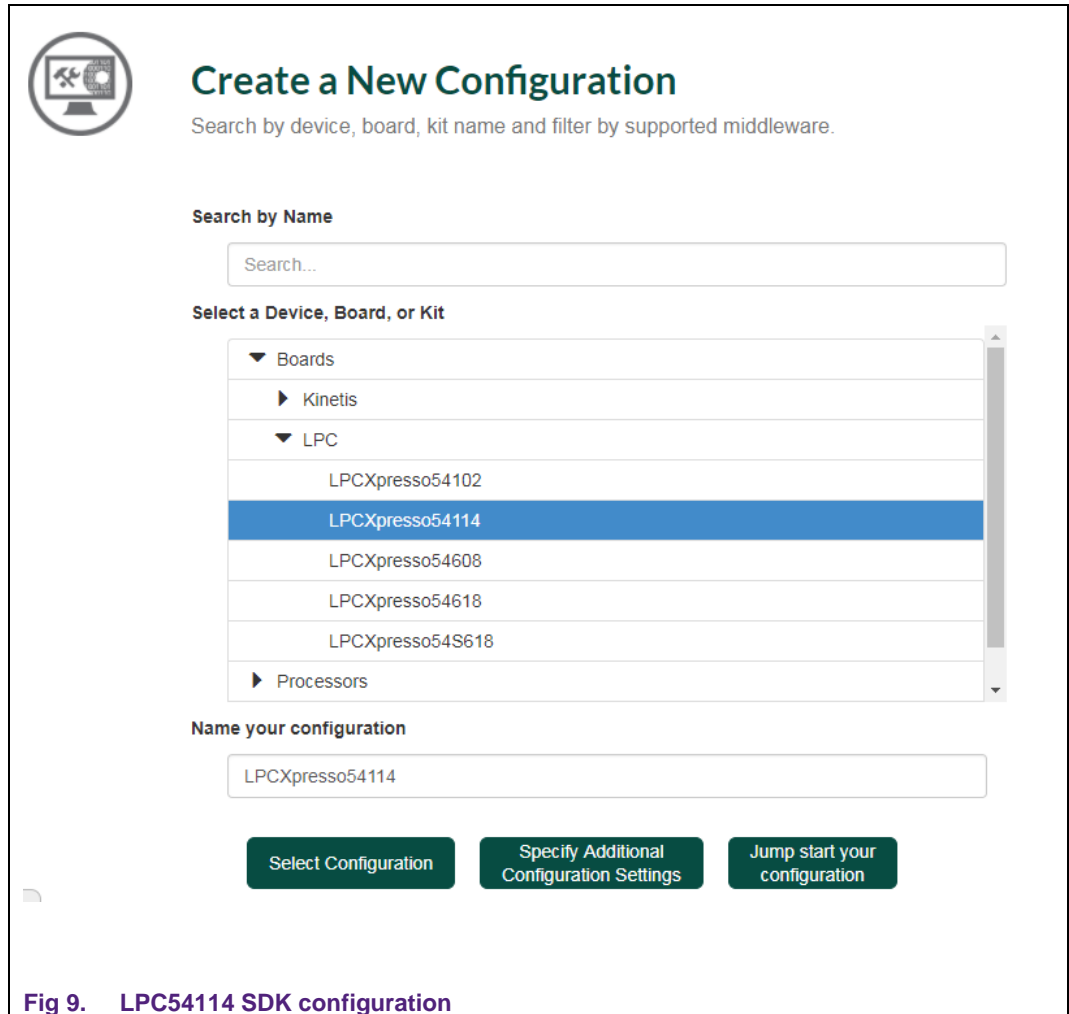 Create a New Configuration
Search by device, board, kit name and filter by supported middleware.
Search by Name
Search...
Select a Device, Board, or Kit
Boards
Kinetis
LPC
LPCXpresso54102
LPCXpresso54114
LPCXpresso54608
LPCXpresso54618
LPCXpresso54S618
Processors
Name your configuration
LPCXpresso54114
Select Configuration
Specify Additional
Configuration Settings
Jump start your
configuration
Fig 9. LPC54114 SDK configuration